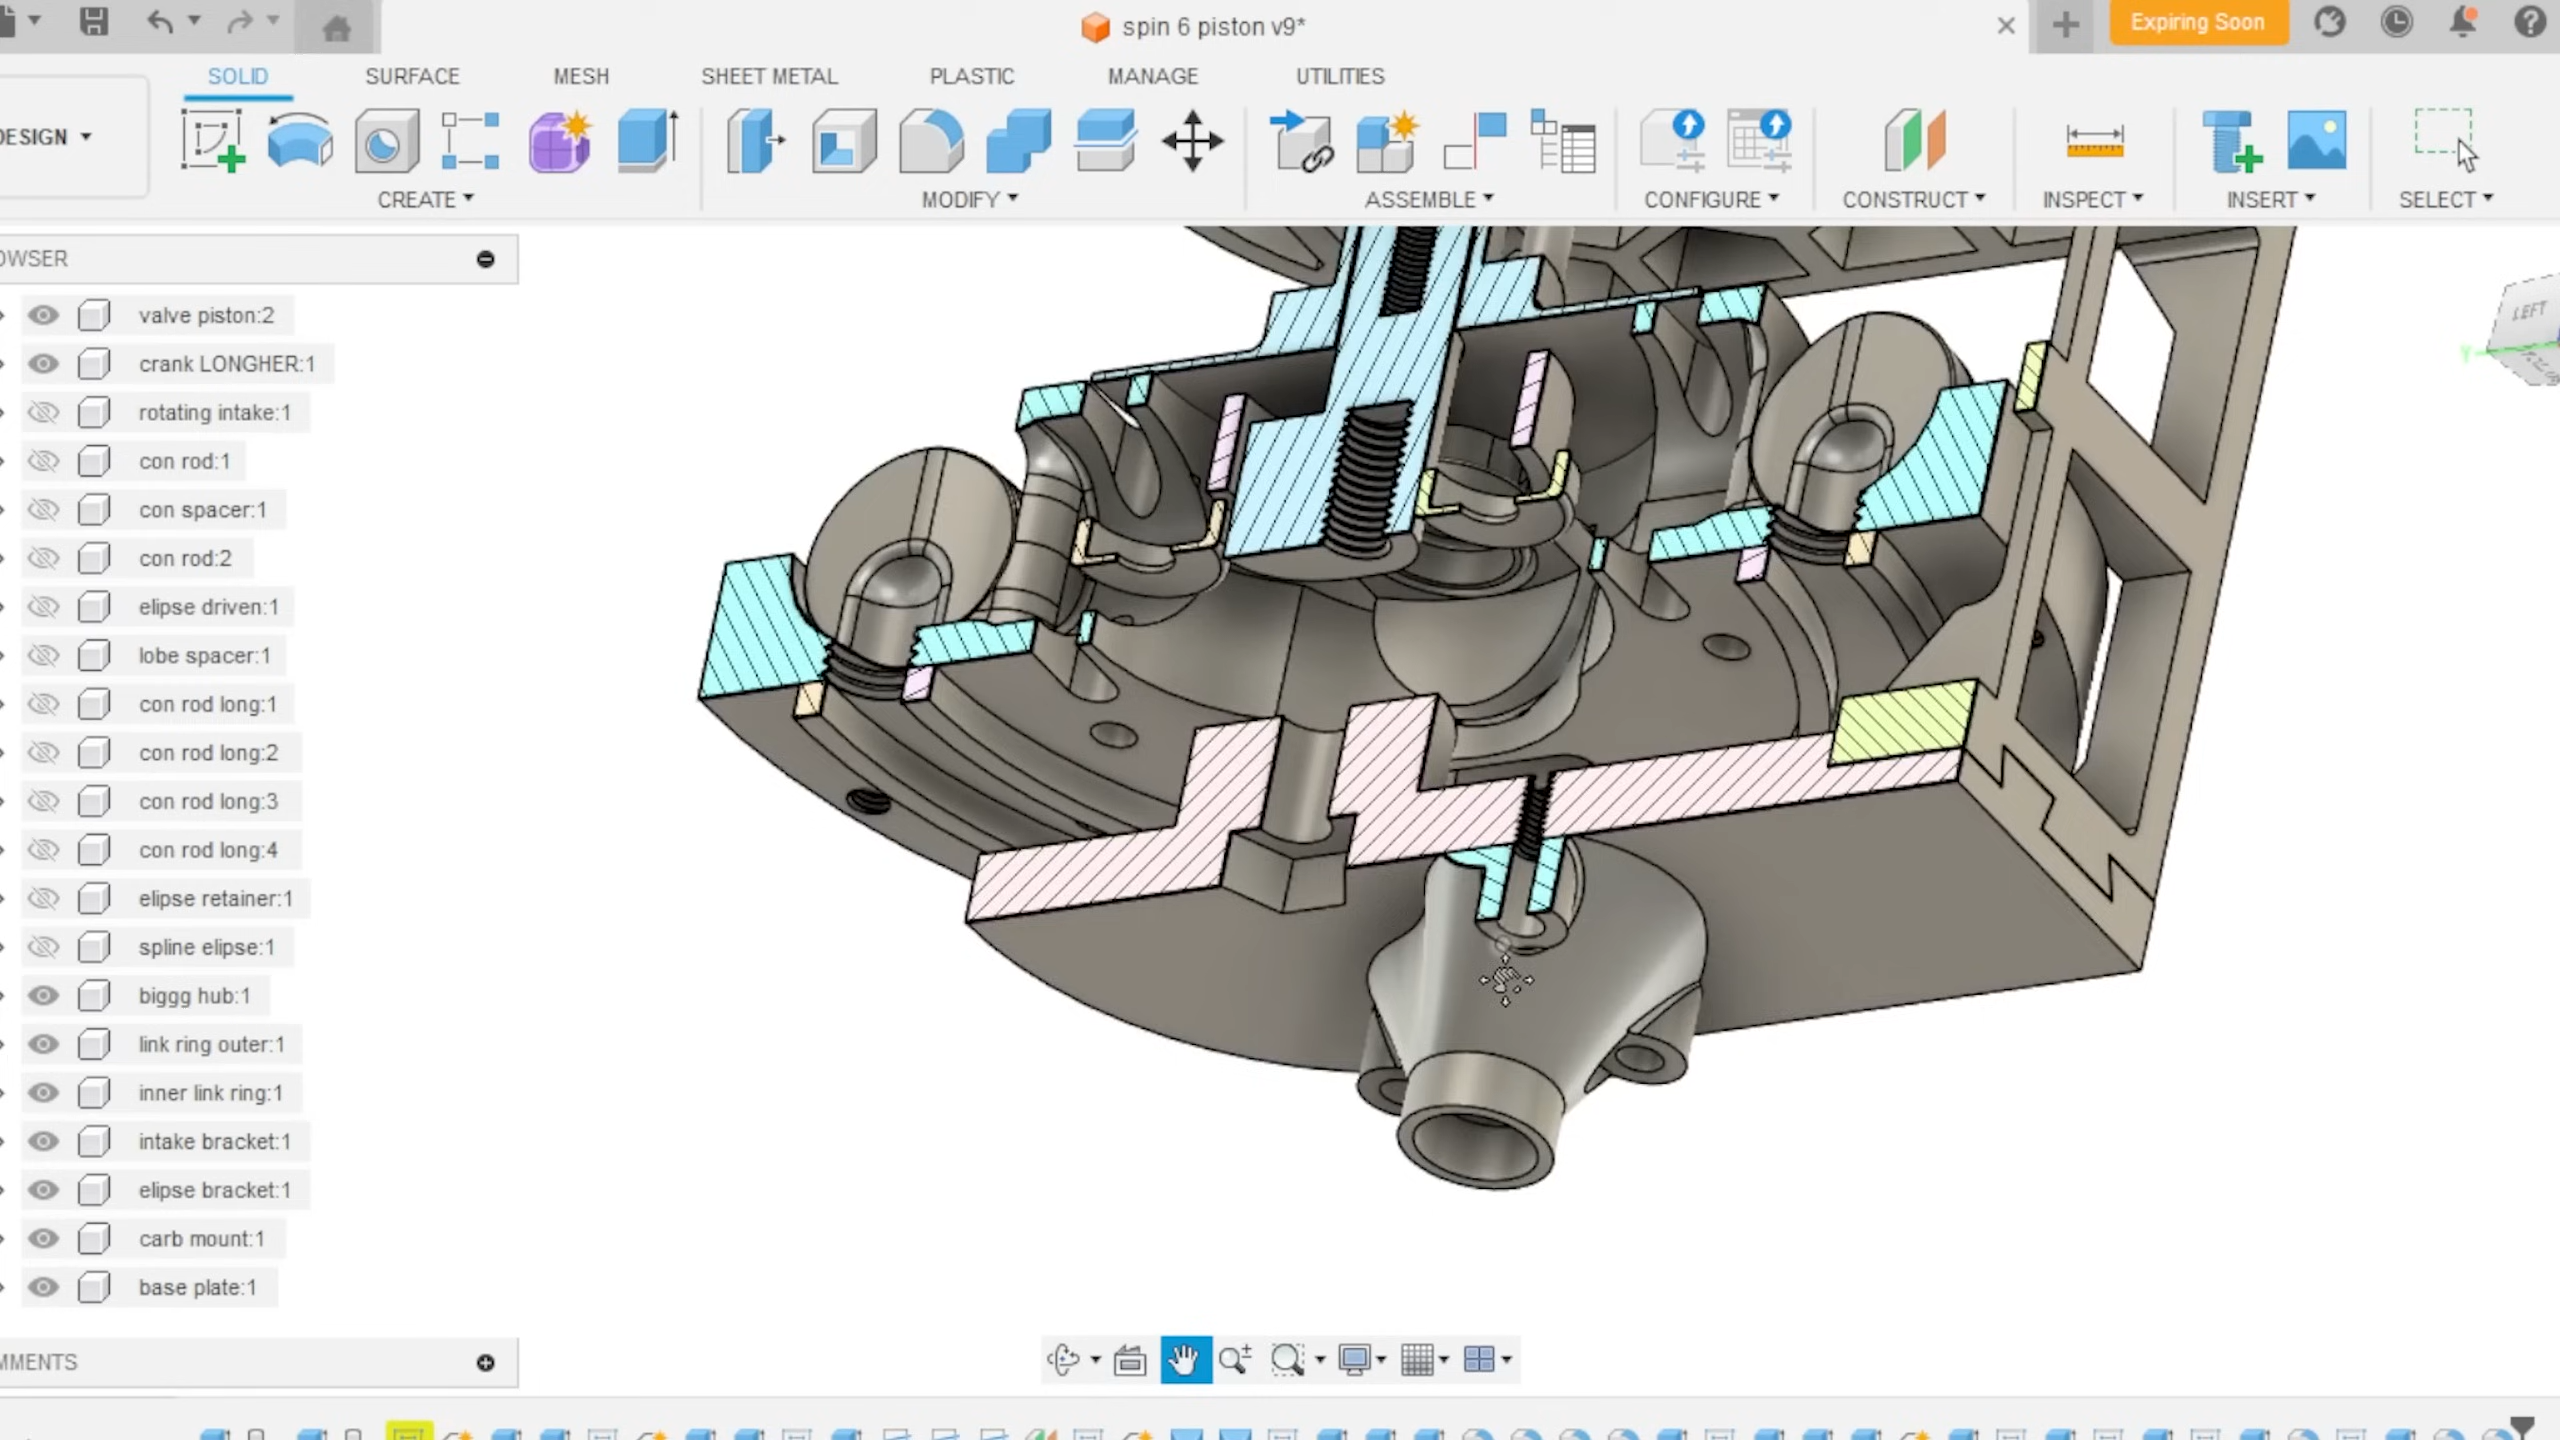 spin 6 piston v9*
Expiring Soon
SOLID
SURFACE
MESH
SHEET METAL
PLASTIC
MANAGE
UTILITIES
DESIGN
CREATE
MODIFY
ASSEMBLE
CONFIGURE
CONSTRUCT
INSPECT
INSERT
SELECT
OWSER
valve piston:2
crank LONGHER:1
rotating intake:1
con rod:1
con spacer:1
con rod:2
elipse driven:1
lobe spacer:1
con rod long:1
con rod long:2
con rod long:3
con rod long:4
elipse retainer:1
spline elipse:1
biggg hub:1
link ring outer:1
inner link ring:1
intake bracket:1
elipse bracket:1
carb mount:1
base plate:1
LEFT
Y
MMENTS